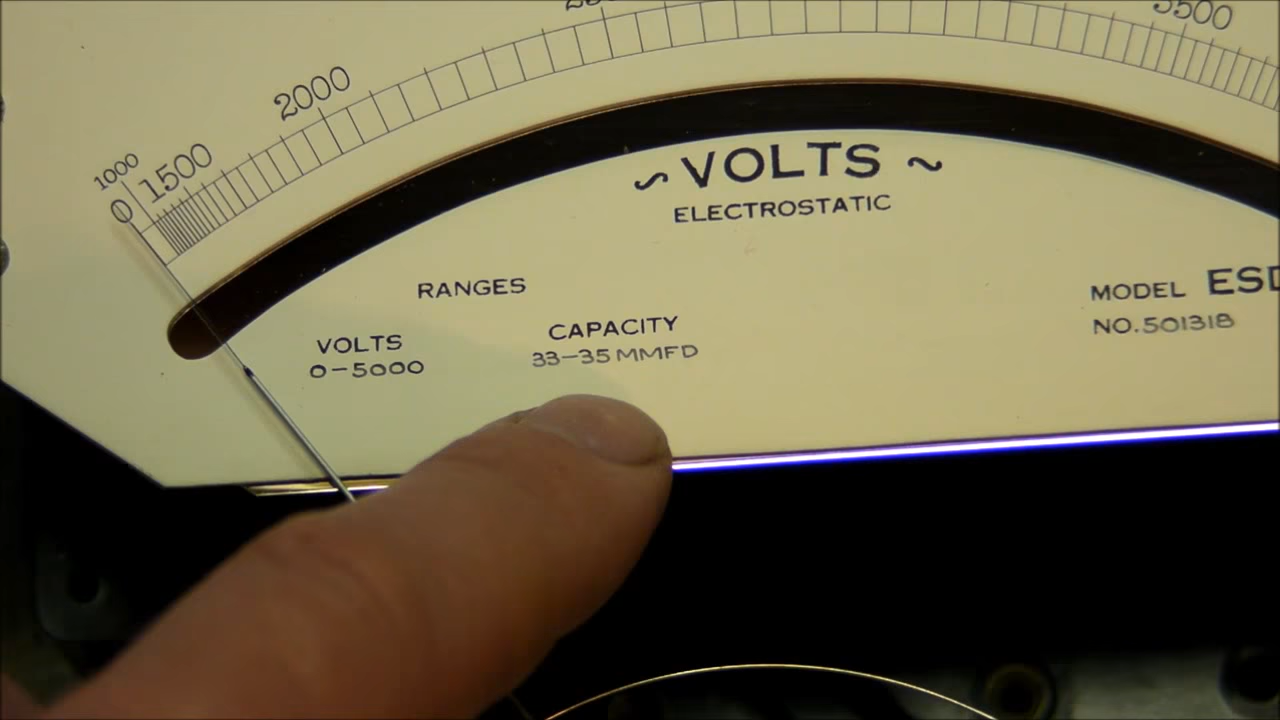 3500
2000
1000
1500
0
~ VOLTS ~
ELECTROSTATIC
RANGES
VOLTS
0-5000
CAPACITY
33-35 MMFD
MODEL ESD
NO. 501318